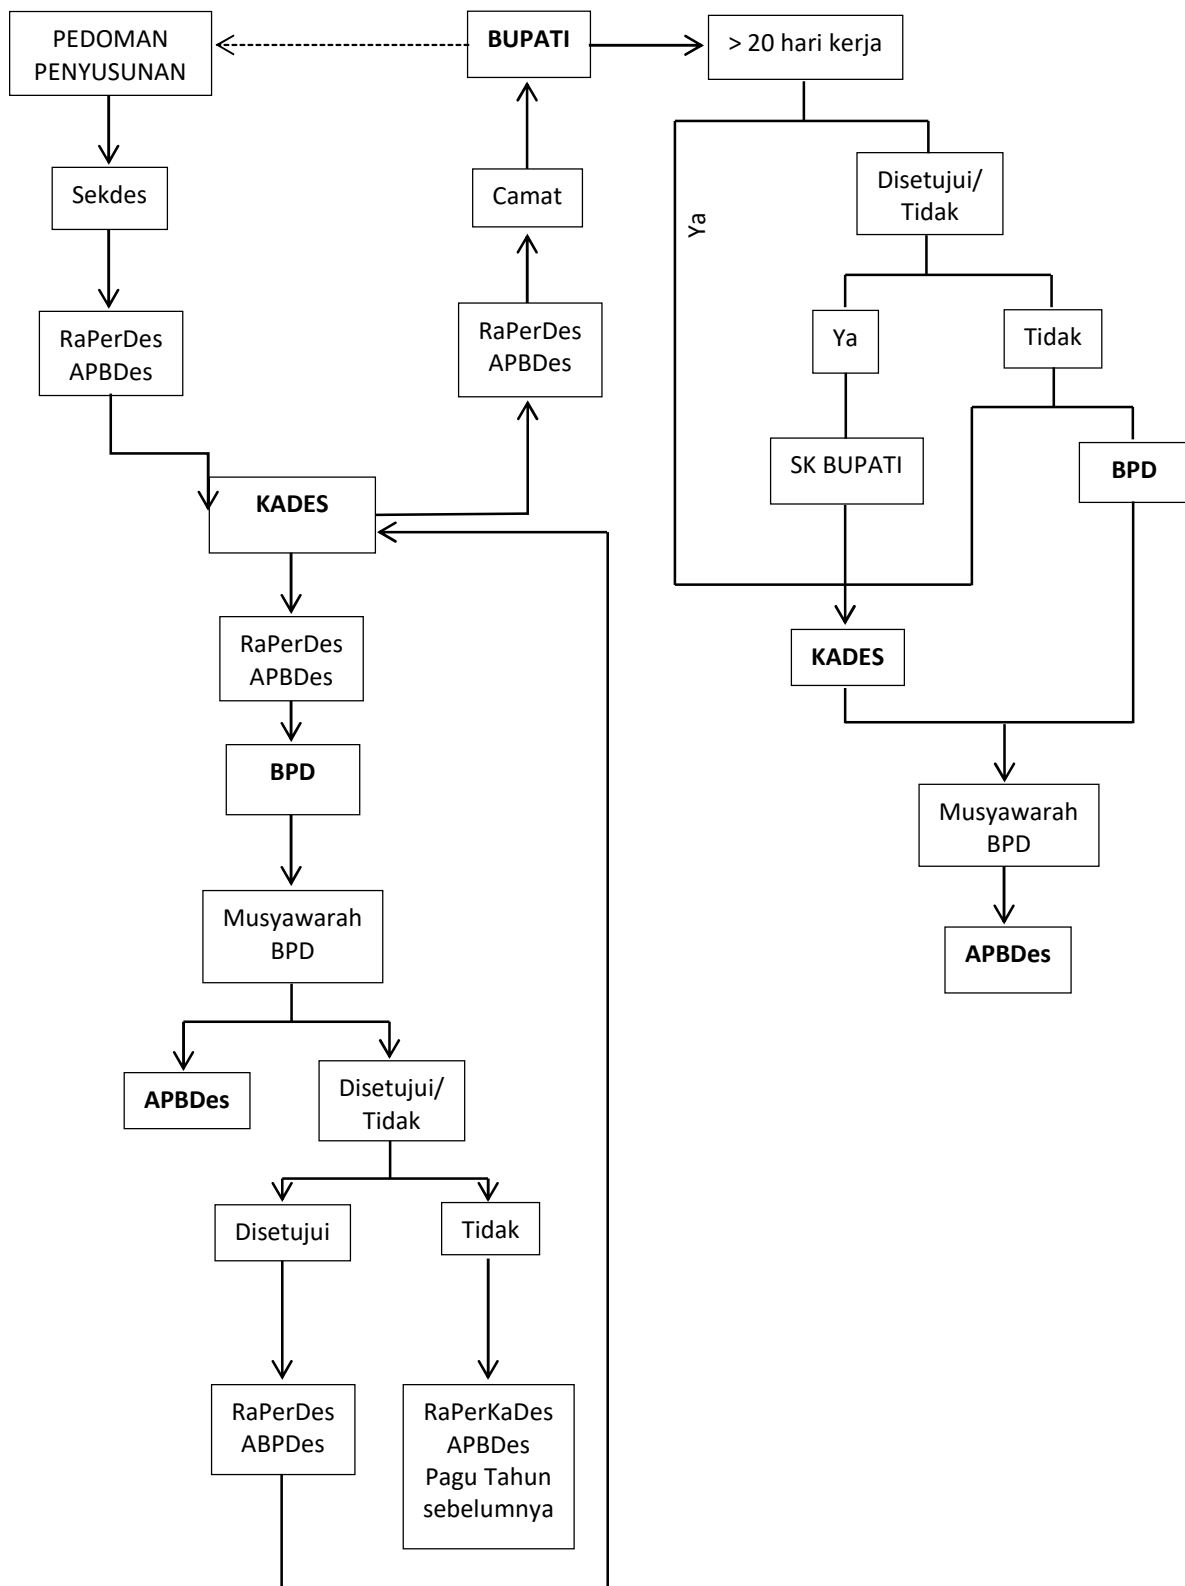 PEDOMAN
PENYUSUNAN
BUPATI
> 20 hari kerja
Sekdes
Camat
Disetujui/
Tidak
Ya
RaPerDes
APBDes
RaPerDes
APBDes
Ya
Tidak
SK BUPATI
BPD
KADES
RaPerDes
APBDes
KADES
BPD
Musyawarah
BPD
Musyawarah
BPD
APBDes
APBDes
Disetujui/
Tidak
Disetujui
Tidak
RaPerDes
ABPDes
RaPerKaDes
APBDes
Pagu Tahun
sebelumnya